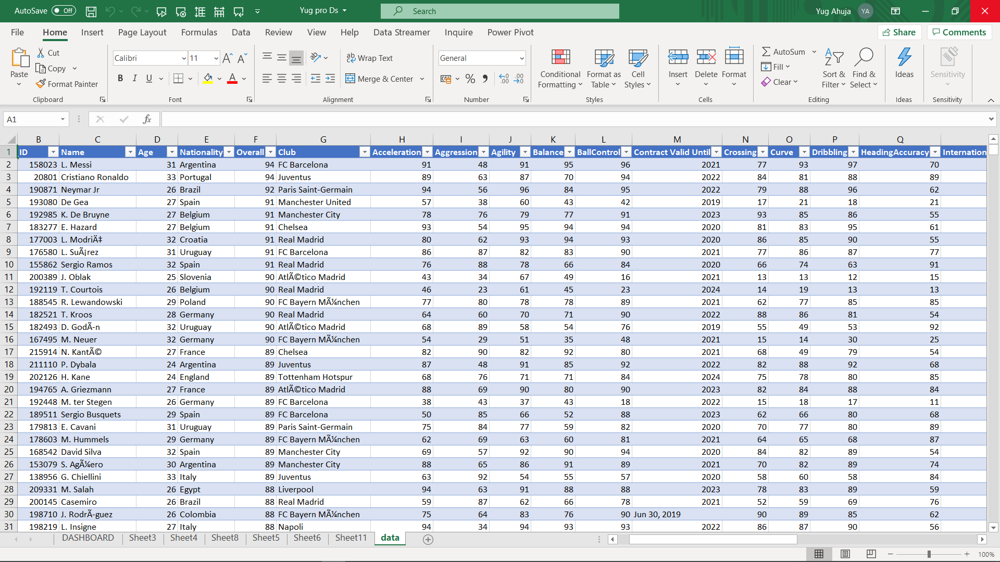 AutoSave Off Yug pro Ds Search Yug Ahuja YA
File Home Insert Page Layout Formulas Data Review View Help Data Streamer Inquire Power Pivot Share Comments
Paste Cut Calibri 11 Wrap Text General Conditional Formatting Format as Table Cell Styles Insert Delete Format AutoSum Sort & Filter Find & Select Ideas Sensitivity
Copy Fill
Format Painter B I U Merge & Center Clear
Clipboard Font Alignment Number Styles Cells Editing Ideas Sensitivity
A1 fx
B C D E F G H I J K L M N O P Q
1 ID Name Age Nationality Overall Club Acceleration Aggression Agility Balance BallControl Contract Valid Until Crossing Curve Dribbling HeadingAccuracy Internation
2 158023 L. Messi 31 Argentina 94 FC Barcelona 91 48 91 95 96 2021 77 93 97 70
3 20801 Cristiano Ronaldo 33 Portugal 94 Juventus 89 63 87 70 94 2022 84 81 88 89
4 190871 Neymar Jr 26 Brazil 92 Paris Saint-Germain 94 56 96 84 95 2022 79 88 96 62
5 193080 De Gea 27 Spain 91 Manchester United 57 38 60 43 42 2019 17 21 18 21
6 192985 K. De Bruyne 27 Belgium 91 Manchester City 78 76 79 77 91 2023 93 85 86 55
7 183277 E. Hazard 27 Belgium 91 Chelsea 93 54 95 94 94 2020 81 83 95 61
8 177003 L. ModriÄ‡ 32 Croatia 91 Real Madrid 80 62 93 94 93 2020 86 85 90 55
9 176580 L. SuÃ¡rez 31 Uruguay 91 FC Barcelona 86 87 82 83 90 2021 77 86 87 77
10 155862 Sergio Ramos 32 Spain 91 Real Madrid 76 88 78 66 84 2020 66 74 63 91
11 200389 J. Oblak 25 Slovenia 90 AtlÃ©tico Madrid 43 34 67 49 16 2021 13 13 12 15
12 192119 T. Courtois 26 Belgium 90 Real Madrid 46 23 61 45 23 2024 14 19 13 13
13 188545 R. Lewandowski 29 Poland 90 FC Bayern MÃ¼nchen 77 80 78 78 89 2021 62 77 85 85
14 182521 T. Kroos 28 Germany 90 Real Madrid 64 60 70 71 90 2022 88 86 81 54
15 182493 D. GodÃ-n 32 Uruguay 90 AtlÃ©tico Madrid 68 89 58 54 76 2019 55 49 53 92
16 167495 M. Neuer 32 Germany 90 FC Bayern MÃ¼nchen 54 29 51 35 48 2021 15 14 30 25
17 215914 N. KantÃ© 27 France 89 Chelsea 82 90 82 92 80 2021 68 49 79 54
18 211110 P. Dybala 24 Argentina 89 Juventus 87 48 91 85 92 2022 82 88 92 68
19 202126 H. Kane 24 England 89 Tottenham Hotspur 68 76 71 71 84 2024 75 78 80 85
20 194765 A. Griezmann 27 France 89 AtlÃ©tico Madrid 88 69 90 80 90 2023 82 84 88 84
21 192448 M. ter Stegen 26 Germany 89 FC Barcelona 38 43 37 43 18 2022 15 18 17 11
22 189511 Sergio Busquets 29 Spain 89 FC Barcelona 50 85 66 52 88 2023 62 66 80 68
23 179813 E. Cavani 31 Uruguay 89 Paris Saint-Germain 75 84 77 59 82 2020 70 77 80 89
24 178603 M. Hummels 29 Germany 89 FC Bayern MÃ¼nchen 62 69 63 60 81 2021 64 65 68 87
25 168542 David Silva 32 Spain 89 Manchester City 69 57 92 90 94 2020 84 82 89 54
26 153079 S. AgÃ¼ero 30 Argentina 89 Manchester City 88 65 86 91 89 2021 70 82 89 74
27 138956 G. Chiellini 33 Italy 89 Juventus 63 92 54 55 57 2020 58 60 58 84
28 209331 M. Salah 26 Egypt 88 Liverpool 94 63 91 88 88 2023 78 83 89 59
29 200145 Casemiro 26 Brazil 88 Real Madrid 59 87 62 66 78 2021 52 59 69 76
30 198710 J. RodrÃ-guez 26 Colombia 88 FC Bayern MÃ¼nchen 75 64 83 76 90 Jun 30, 2019 90 89 85 62
31 198219 L. Insigne 27 Italy 88 Napoli 94 34 94 93 93 2022 86 87 90 56
DASHBOARD Sheet3 Sheet4 Sheet8 Sheet5 Sheet6 Sheet11 data
100%